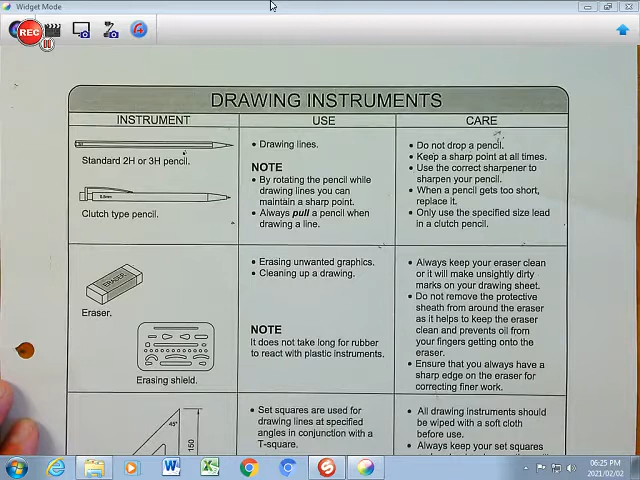 Widget Mode
REC
DRAWING INSTRUMENTS
INSTRUMENT
USE
CARE
Standard 2H or 3H pencil.
0.5mm
Clutch type pencil.
• Drawing lines.
NOTE
• By rotating the pencil while
drawing lines you can
maintain a sharp point.
• Always pull a pencil when
drawing a line.
• Do not drop a pencil.
• Keep a sharp point at all times.
• Use the correct sharpener to
sharpen your pencil.
• When a pencil gets too short,
replace it.
• Only use the specified size lead
in a clutch pencil.
ERASER
Eraser.
Erasing shield.
• Erasing unwanted graphics.
• Cleaning up a drawing.
NOTE
It does not take long for rubber
to react with plastic instruments.
• Always keep your eraser clean
or it will make unsightly dirty
marks on your drawing sheet.
• Do not remove the protective
sheath from around the eraser
as it helps to keep the eraser
clean and prevents oil from
your fingers getting onto the
eraser.
• Ensure that you always have a
sharp edge on the eraser for
correcting finer work.
45°
150
• Set squares are used for
drawing lines at specified
angles in conjunction with a
T-square.
• All drawing instruments should
be wiped with a soft cloth
before use.
• Always keep your set squares
06:25 PM
2021/02/02